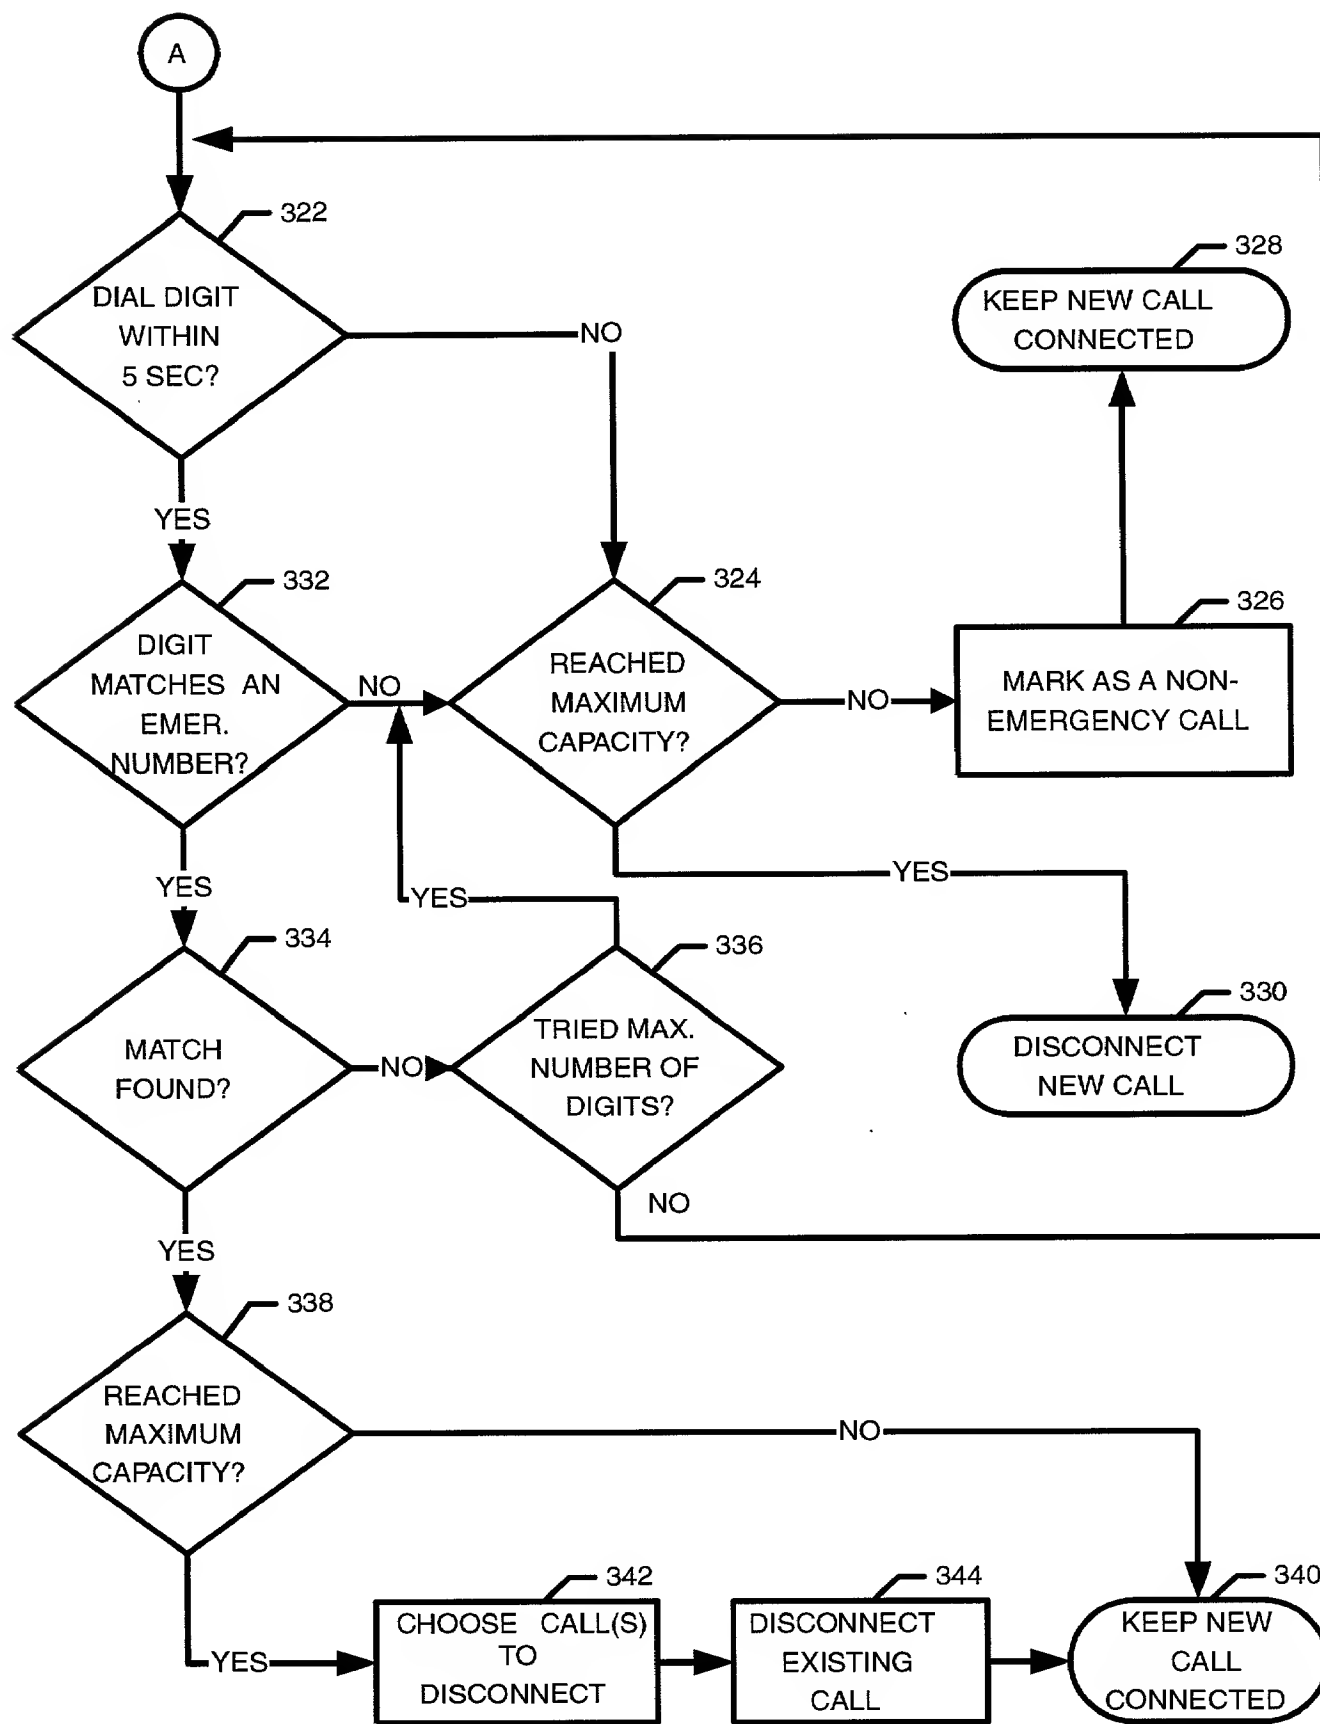 A
322
DIAL DIGIT
WITHIN
5 SEC?
NO
328
KEEP NEW CALL
CONNECTED
YES
332
DIGIT
MATCHES AN
EMER.
NUMBER?
NO
324
REACHED
MAXIMUM
CAPACITY?
NO
326
MARK AS A NON-
EMERGENCY CALL
YES
YES
YES
334
MATCH
FOUND?
NO
336
TRIED MAX.
NUMBER OF
DIGITS?
NO
330
DISCONNECT
NEW CALL
YES
338
REACHED
MAXIMUM
CAPACITY?
NO
YES
342
CHOOSE CALL(S)
TO
DISCONNECT
344
DISCONNECT
EXISTING
CALL
340
KEEP NEW
CALL
CONNECTED